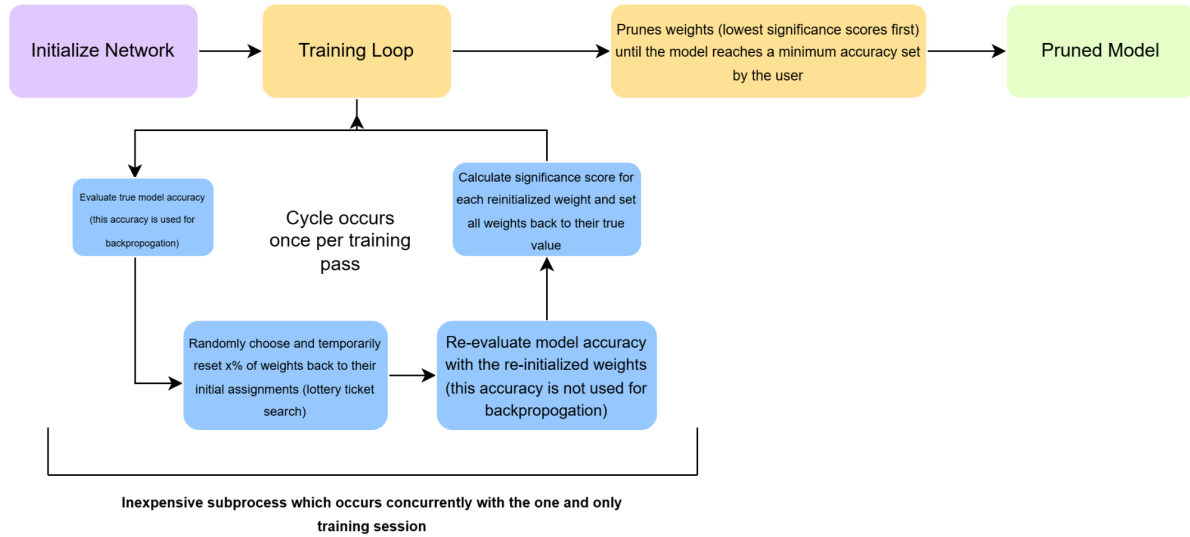 Initialize Network
Training Loop
Prunes weights (lowest significance scores first)
until the model reaches a minimum accuracy set
by the user
Pruned Model
Evaluate true model accuracy
(this accuracy is used for
backpropogation)
Cycle occurs
once per training
pass
Calculate significance score for
each reinitialized weight and set
all weights back to their true
value
Randomly choose and temporarily
reset x% of weights back to their
initial assignments (lottery ticket
search)
Re-evaluate model accuracy
with the re-initialized weights
(this accuracy is not used for
backpropogation)
Inexpensive subprocess which occurs concurrently with the one and only
training session